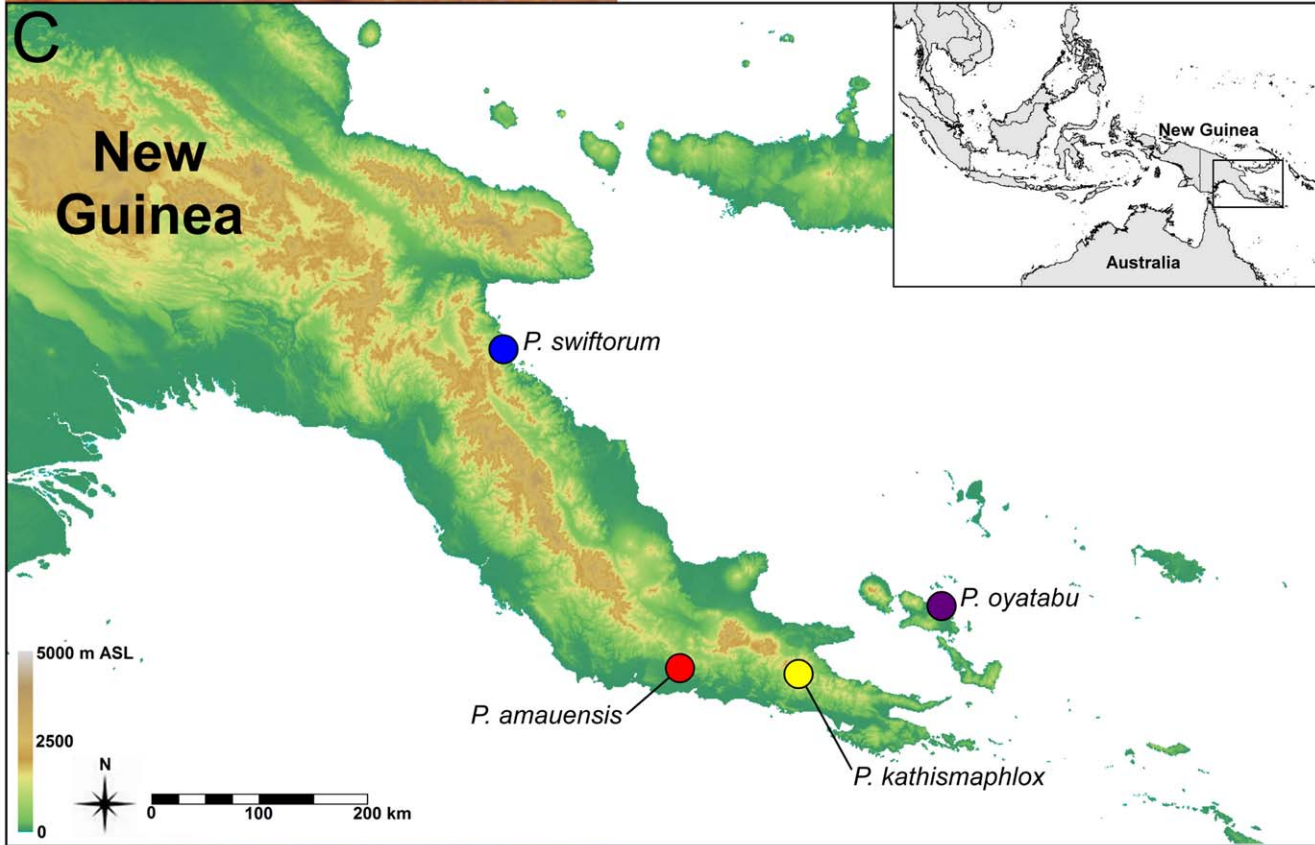 C
New
Guinea
New Guinea
Australia
P. swiftorum
P. oyatabu
P. amauensis
P. kathismaphlox
5000 m ASL
2500
0
N
0 100 200 km